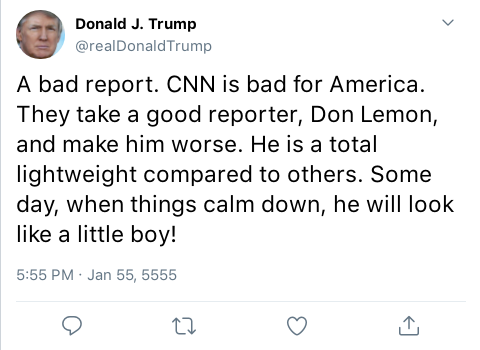 Donald J. Trump
@realDonaldTrump
A bad report. CNN is bad for America.
They take a good reporter, Don Lemon,
and make him worse. He is a total
lightweight compared to others. Some
day, when things calm down, he will look
like a little boy!
5:55 PM · Jan 55, 5555